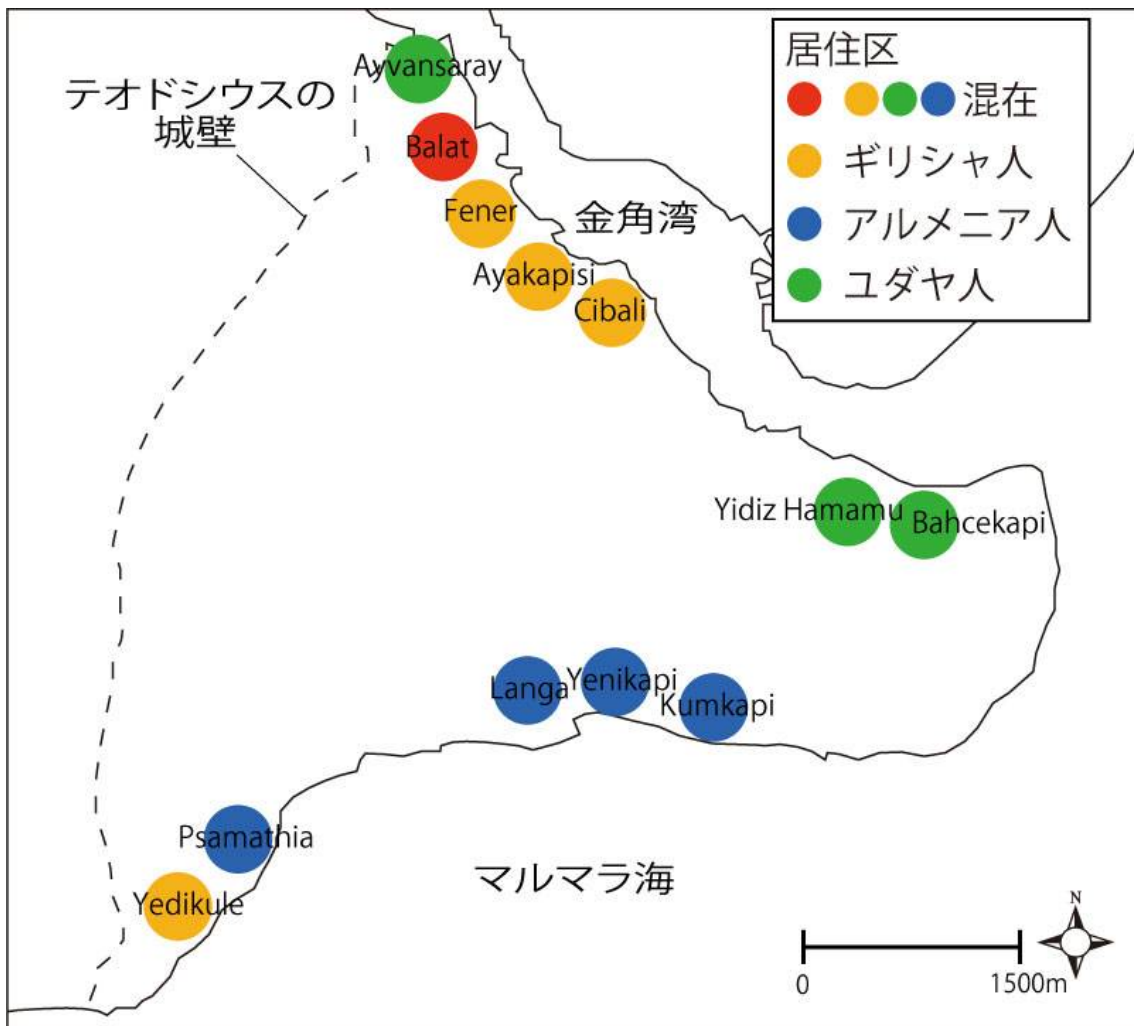 居住区
混在
ギリシャ人
アルメニア人
ユダヤ人
テオドシウスの
城壁
Ayvansaray
Balat
Fener
金角湾
Ayakapisi
Cibali
Yidiz Hamamu
Bahcekapi
Langa
Yenikapi
Kumkapi
Psamathia
Yedikule
マルマラ海
N
0
1500m